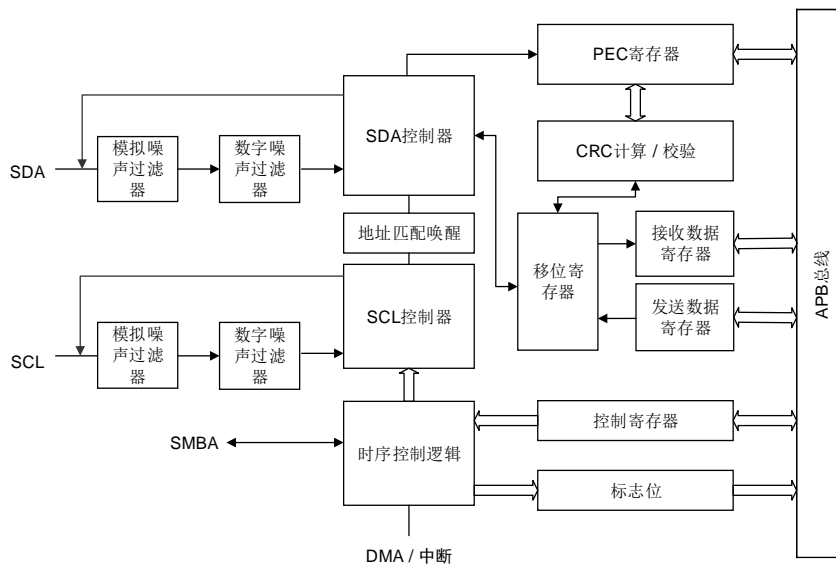 PEC寄存器
SDA控制器
CRC计算 / 校验
SDA
模拟噪
声过滤
器
数字噪
声过滤
器
地址匹配唤醒
移位寄
存器
接收数据
寄存器
发送数据
寄存器
APB总线
SCL控制器
SCL
模拟噪
声过滤
器
数字噪
声过滤
器
SMBA
时序控制逻辑
控制寄存器
标志位
DMA / 中断